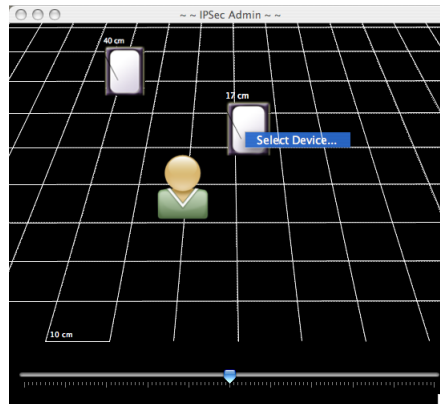 ~ ~ IPSec Admin ~ ~
40 cm
17 cm
Select Device...
10 cm